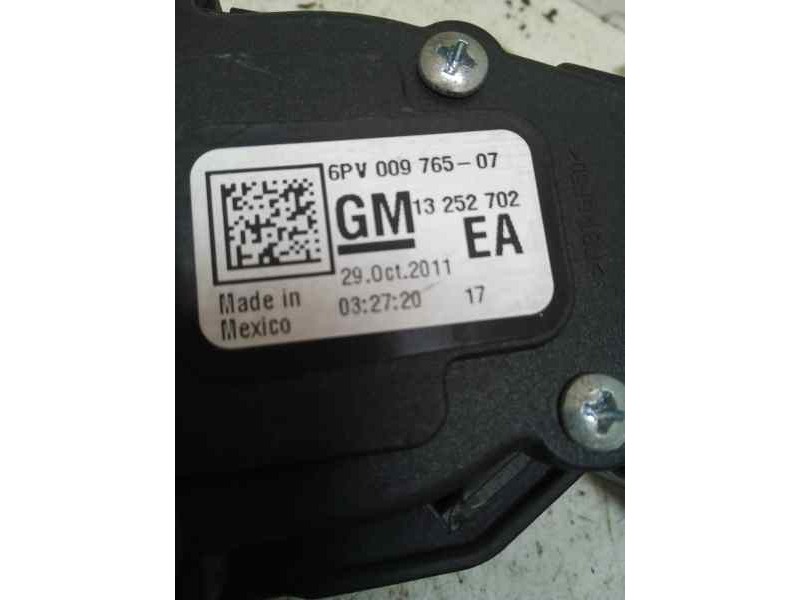 6PV 009 765-07
GM 13 252 702
EA
29.Oct.2011
Made in
Mexico
03:27:20
17